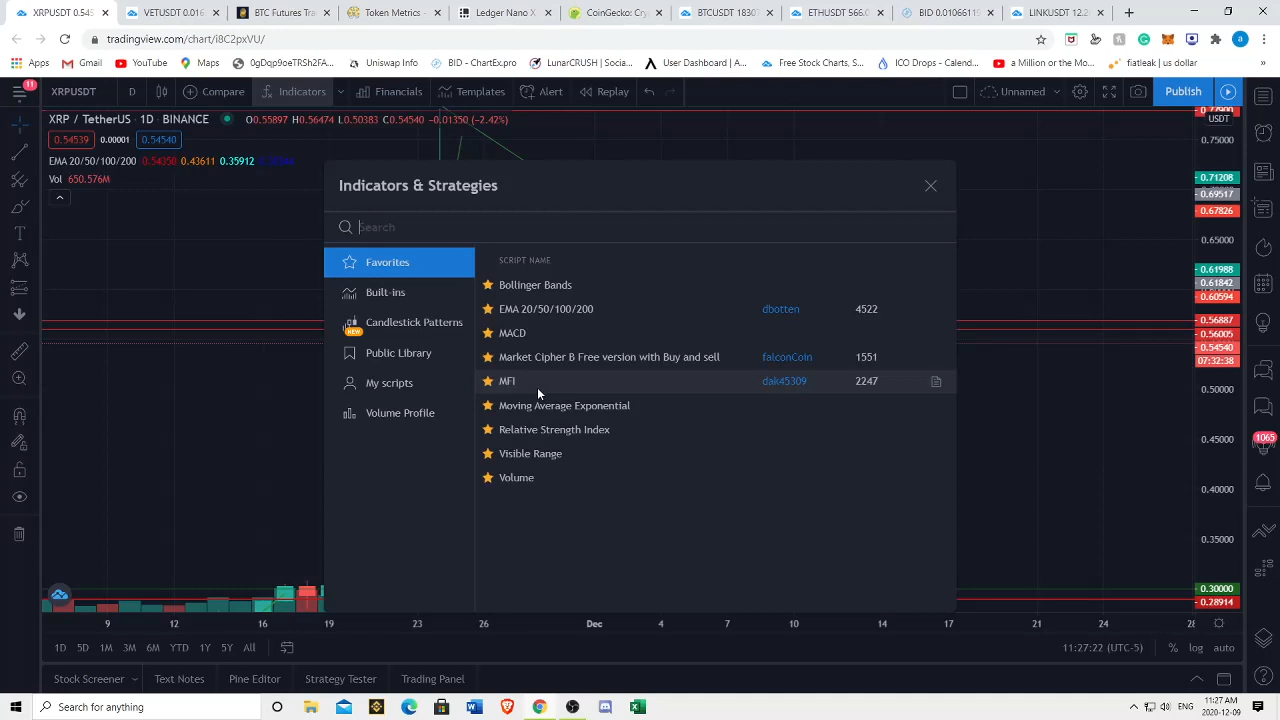 XRPUSDT 0.545
VETUSDT 0.016
BTC Futures Tra
Token Metrics -
Ledger Nano X
CoinGecko: Cry
BTCUSDT 18307
ETHUSDT 566.0
BID 0.0066119
LINKUSDT 12.2
tradingview.com/chart/i8C2pxVU/
Apps
Gmail
YouTube
Maps
0gDqp9nTRSh2FA...
Uniswap Info
BTC - ChartEx.pro
LunarCRUSH | Socia...
User Dashboard | A...
Free Stock Charts, S...
ICO Drops - Calend...
a million to the Mo...
fiatleak | us dollar
11
XRPUSDT
D
Compare
Indicators
Financials
Templates
Alert
Replay
Unnamed
Publish
XRP / TetherUS · 1D · BINANCE
O0.55897 H0.56474 L0.50383 C0.54540 −0.01350 (−2.42%)
0.54539
0.00001
0.54540
EMA 20/50/100/200
0.54350
0.43611
0.35912
Vol 650.576M
Indicators & Strategies
Search
Favorites
Built-ins
Candlestick Patterns
NEW
Public Library
My scripts
Volume Profile
SCRIPT NAME
Bollinger Bands
EMA 20/50/100/200 dbotten 4522
MACD
Market Cipher B Free version with Buy and sell falconCoin 1551
MFI dak45309 2247
Moving Average Exponential
Relative Strength Index
Visible Range
Volume
0.77900
USDT
0.75000
0.71208
0.69517
0.67826
0.65000
0.61988
0.61842
0.60594
0.56887
0.56005
0.54540
07:32:38
0.50000
0.45000
0.40000
0.35000
0.30000
0.28914
1065
9
12
16
19
23
26
Dec
4
7
10
14
17
21
24
28
1D
5D
1M
3M
6M
YTD
1Y
5Y
All
11:27:22 (UTC-5)
%
log
auto
Stock Screener
Text Notes
Pine Editor
Strategy Tester
Trading Panel
Search for anything
11:27 AM
2020-12-09